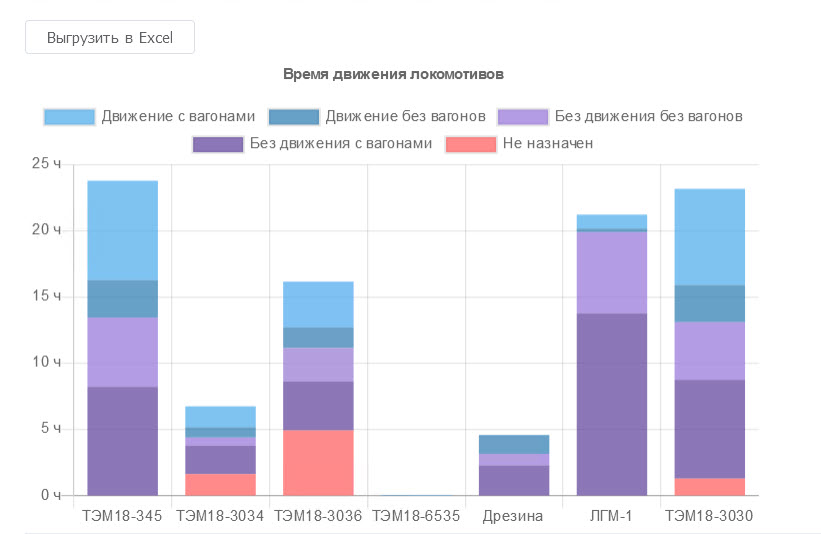 Выгрузить в Excel
Время движения локомотивов
Движение с вагонами Движение без вагонов Без движения без вагонов
Без движения с вагонами Не назначен
25 ч
20 ч
15 ч
10 ч
5 ч
0 ч
ТЭМ18-345 ТЭМ18-3034 ТЭМ18-3036 ТЭМ18-6535 Дрезина ЛГМ-1 ТЭМ18-3030